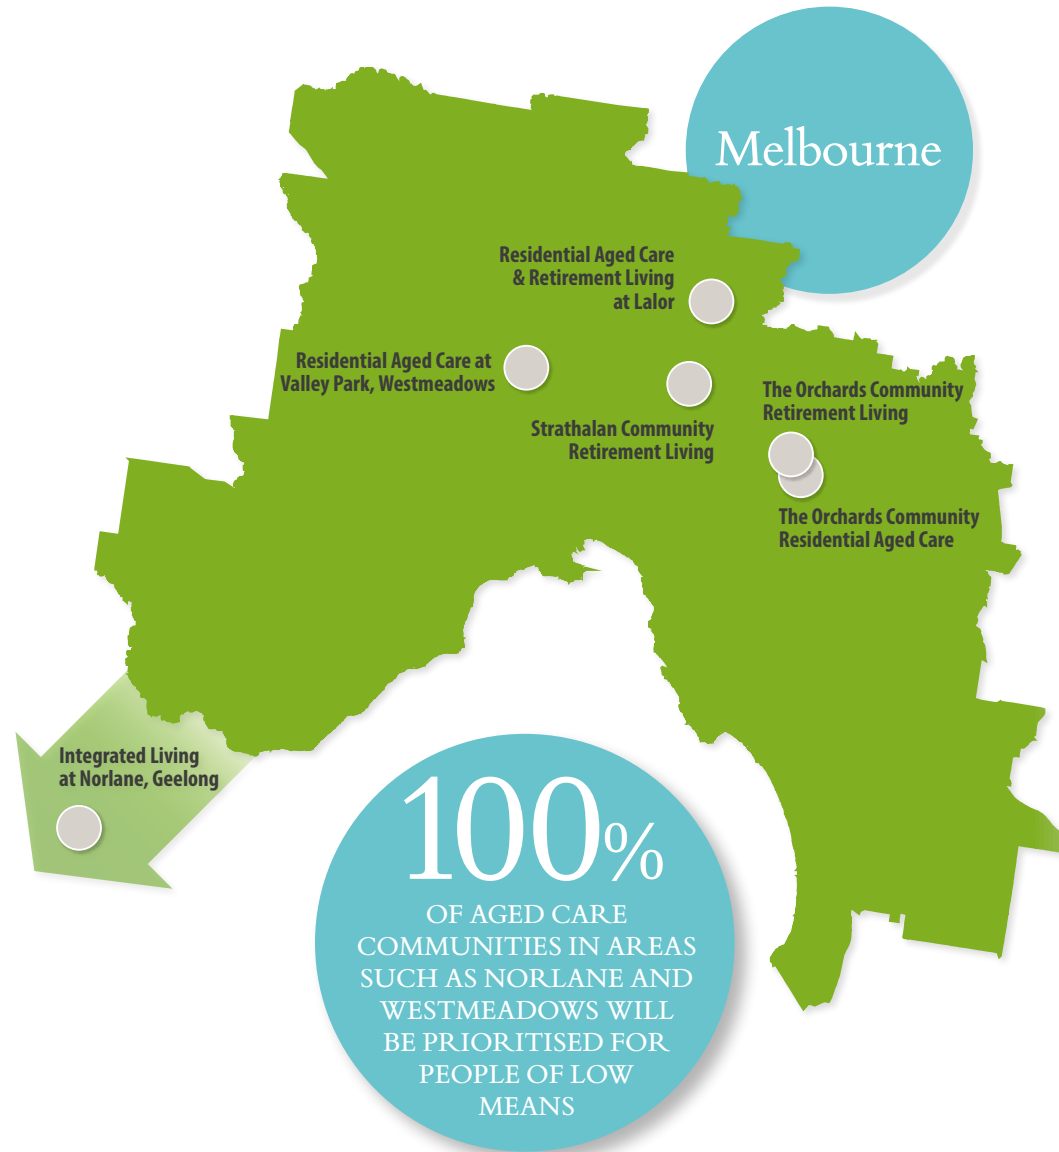 Melbourne
Residential Aged Care
& Retirement Living
at Lalor
Residential Aged Care at
Valley Park, Westmeadows
Strathalan Community
Retirement Living
The Orchards Community
Retirement Living
The Orchards Community
Residential Aged Care
Integrated Living
at Norlane, Geelong
100%
OF AGED CARE
COMMUNITIES IN AREAS
SUCH AS NORLANE AND
WESTMEADOWS WILL
BE PRIORITISED FOR
PEOPLE OF LOW
MEANS